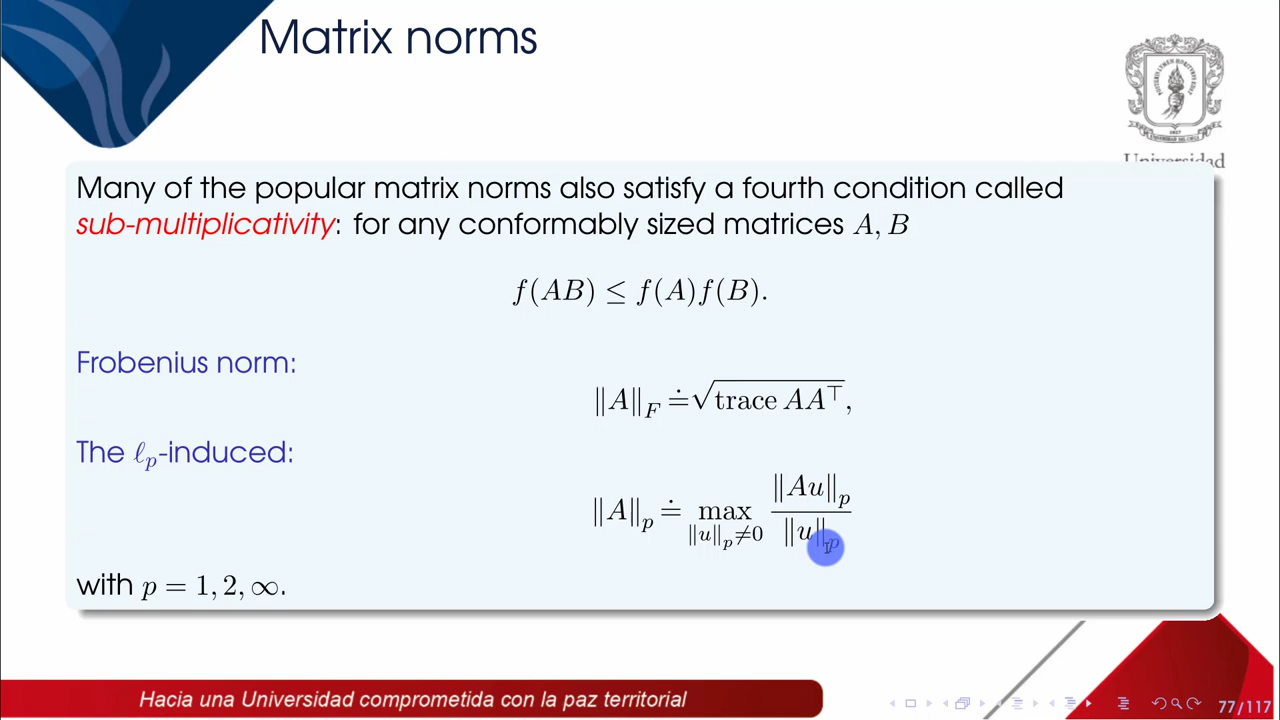 Matrix norms
Universidad
Many of the popular matrix norms also satisfy a fourth condition called
sub-multiplicativity: for any conformably sized matrices A, B
f(AB) ≤ f(A)f(B).
Frobenius norm:
‖A‖_F ≐ √(trace AA^⊤),
The ℓ_p-induced:
‖A‖_p ≐ max_{‖u‖_p≠0} ‖Au‖_p / ‖u‖_p
with p = 1, 2, ∞.
Hacia una Universidad comprometida con la paz territorial
77/117